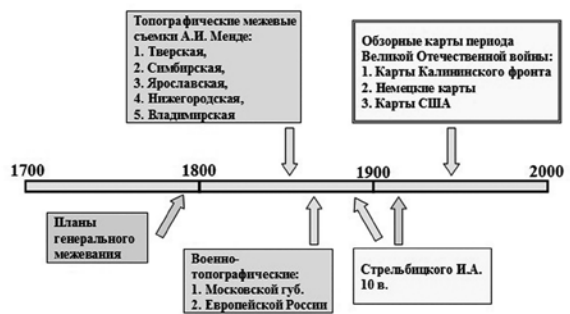 Топографические межевые
съемки А.И. Менде:
1. Тверская,
2. Симбирская,
3. Ярославская,
4. Нижегородская,
5. Владимирская
Обзорные карты периода
Великой Отечественной войны:
1. Карты Калининского фронта
2. Немецкие карты
3. Карты США
1700
1800
1900
2000
Планы
генерального
межевания
Военно-
топографические:
1. Московской губ.
2. Европейской России
Стрельбицкого И.А.
10 в.